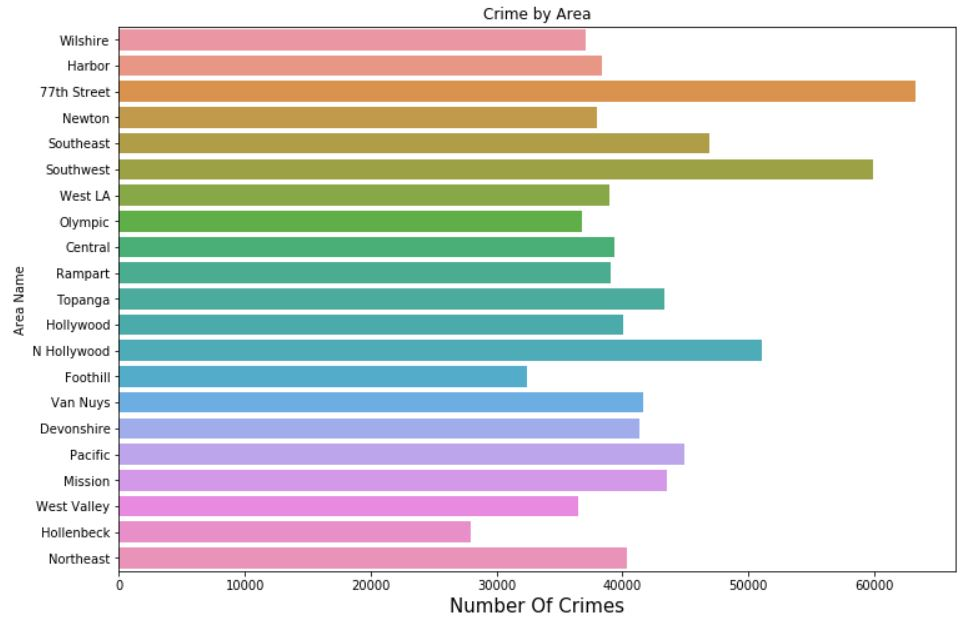 Crime by Area
Wilshire
Harbor
77th Street
Newton
Southeast
Southwest
West LA
Olympic
Central
Rampart
Topanga
Hollywood
N Hollywood
Foothill
Van Nuys
Devonshire
Pacific
Mission
West Valley
Hollenbeck
Northeast
Area Name
0 10000 20000 30000 40000 50000 60000
Number Of Crimes